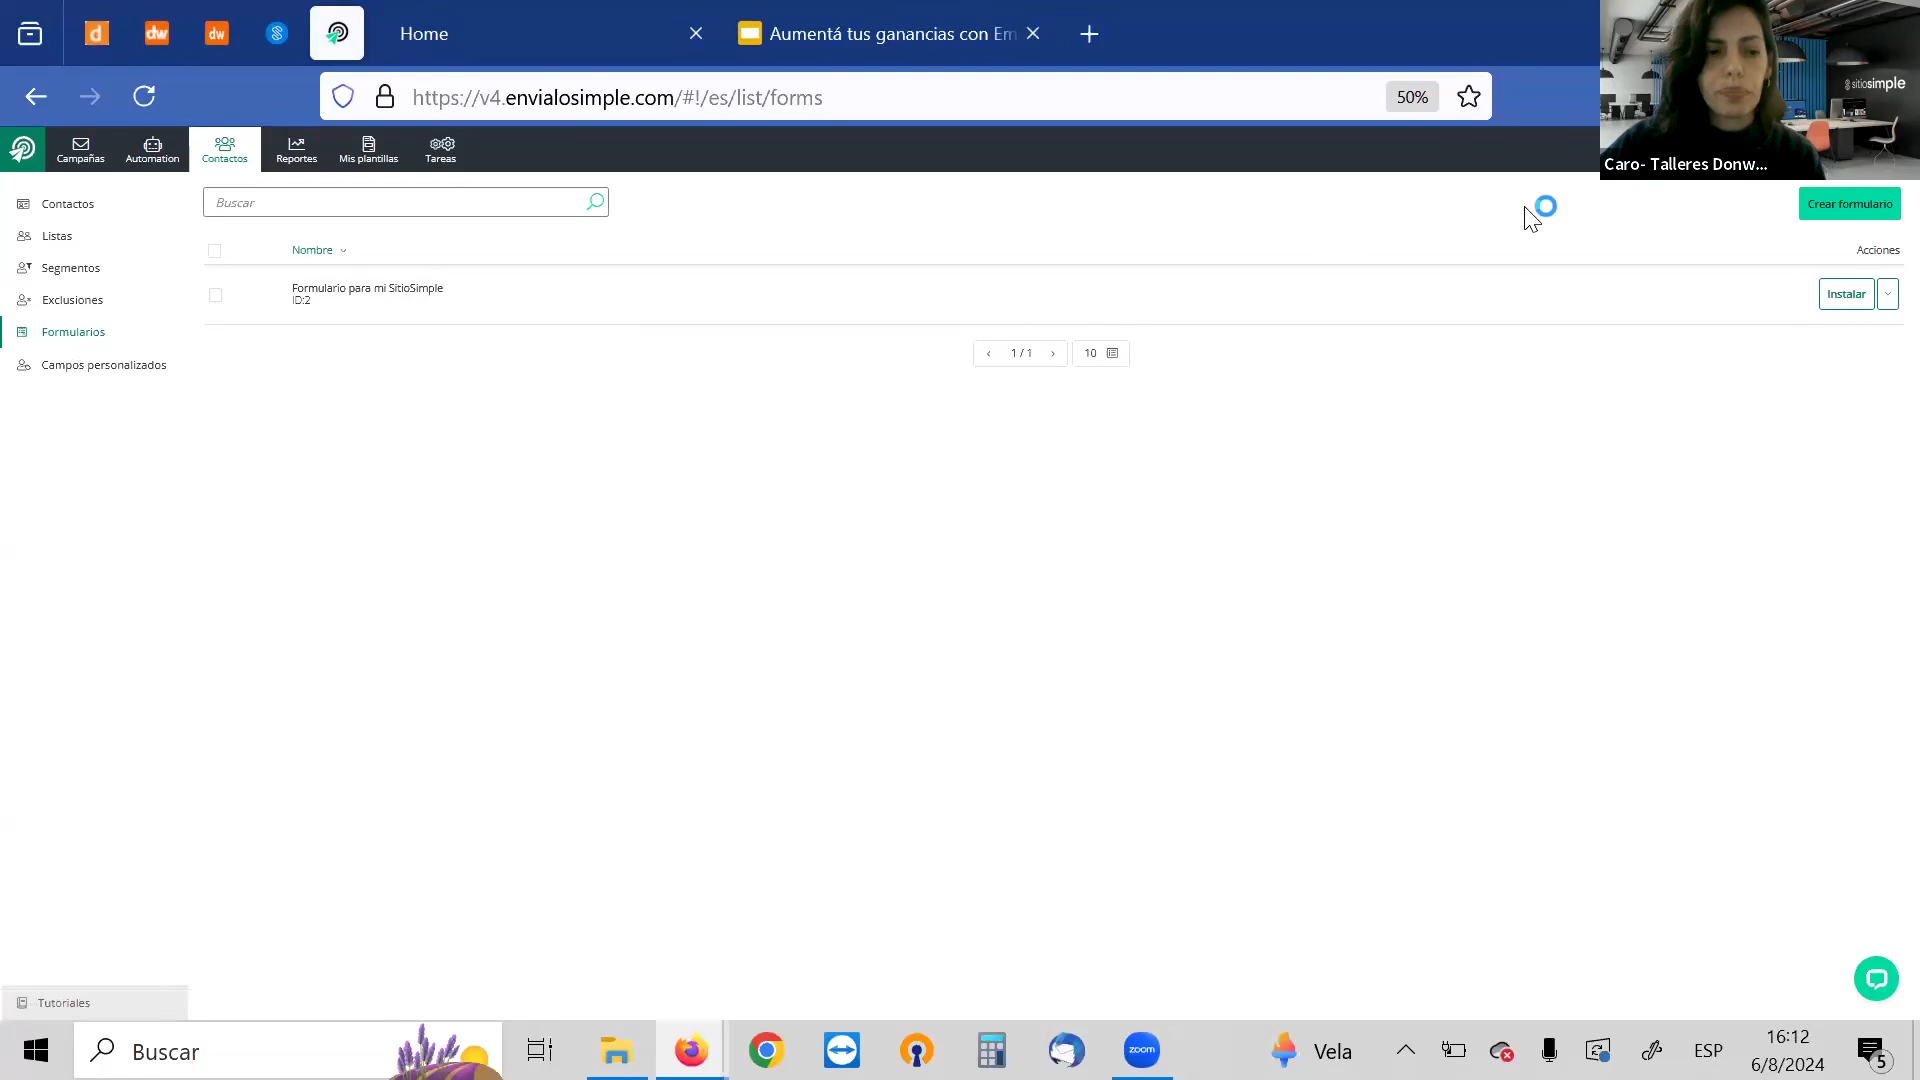 Home
Aumentá tus ganancias con Em
https://v4.envialosimple.com/#!/es/list/forms
50%
sitiosimple
Caro- Talleres Donw...
Campañas
Automation
Contactos
Reportes
Mis plantillas
Tareas
Contactos
Listas
Segmentos
Exclusiones
Formularios
Campos personalizados
Buscar
Crear formulario
Nombre
Acciones
Formulario para mi SitioSimple
ID:2
Instalar
1 / 1
10
Tutoriales
Buscar
zoom
Vela
ESP
16:12
6/8/2024
5